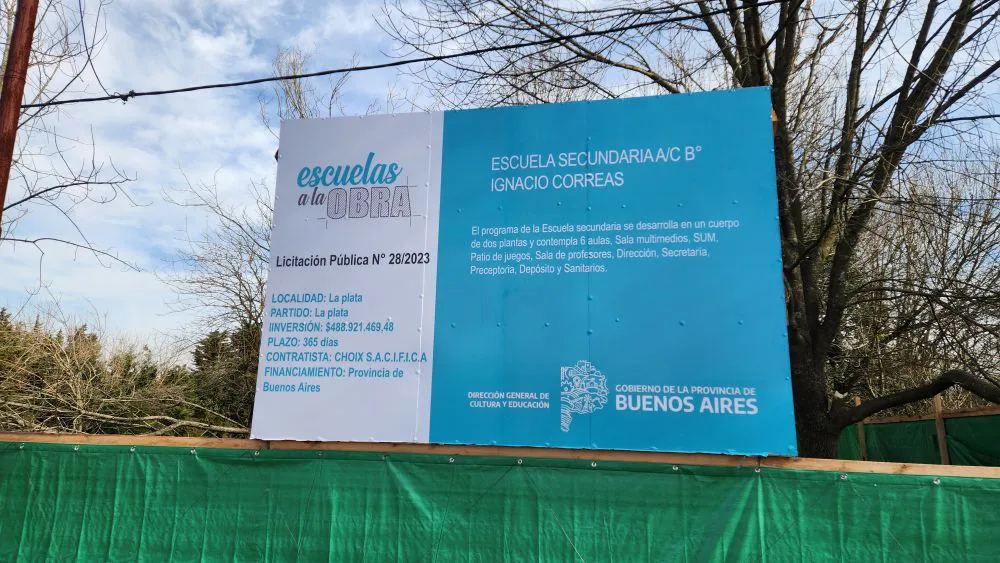 escuelas
a la OBRA
Licitación Pública N° 28/2023
LOCALIDAD: La plata
PARTIDO: La plata
IINVERSIÓN: $488.921.469,48
PLAZO: 365 días
CONTRATISTA: CHOIX S.A.C.I.F.I.C.A
FINANCIAMIENTO: Provincia de
Buenos Aires
ESCUELA SECUNDARIA A/C B°
IGNACIO CORREAS
El programa de la Escuela secundaria se desarrolla en un cuerpo
de dos plantas y contempla 6 aulas, Sala multimedios, SUM,
Patio de juegos, Sala de profesores, Dirección, Secretaría,
Preceptoria, Depósito y Sanitarios.
DIRECCIÓN GENERAL DE
CULTURA Y EDUCACIÓN
GOBIERNO DE LA PROVINCIA DE
BUENOS AIRES